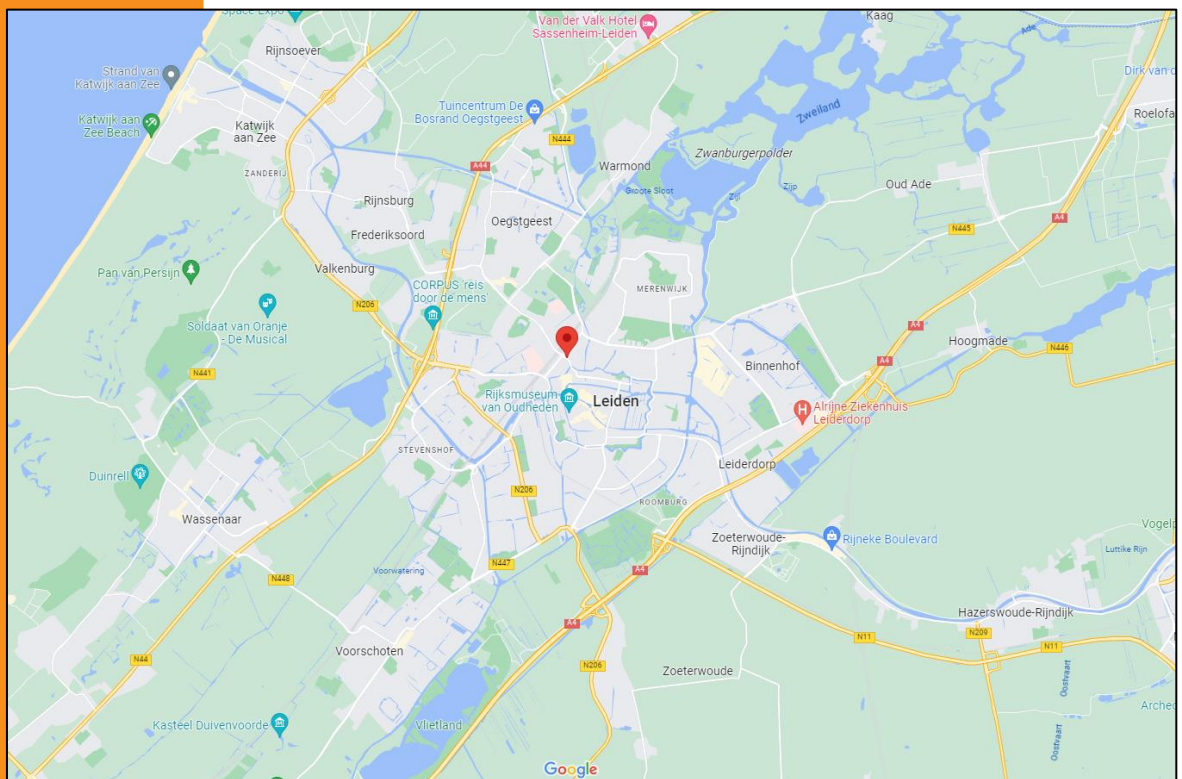 Space Expo
Van der Valk Hotel
Sassenheim-Leiden
Kaag
Ade
Rijnsoever
Strand van
Katwijk aan Zee
Dirk van d
Zweiland
Katwijk aan
Zee Beach
Katwijk
aan Zee
Tuincentrum De
Bosrand Oegstgeest
Roelofa
N444
Zwanburgerpolder
A44
Warmond
ZANDERIJ
Groote Sloot
Zijp
Oud Ade
Zijl
Rijnsburg
Oegstgeest
A4
N445
Frederiksoord
Pan van Persijn
Valkenburg
CORPUS 'reis
door de mens'
MERENWIJK
N206
Soldaat van Oranje
- De Musical
A4
Hoogmade
N446
A4
Binnenhof
N441
Rijksmuseum
van Oudheden
Leiden
Alrijne Ziekenhuis
Leiderdorp
STEVENSHOF
Leiderdorp
Duinrell
N206
ROOMBURG
Wassenaar
Vogelp
Zoeterwoude-
Rijndijk
Rijneke Boulevard
Luttike Rijn
N447
Voorwatering
A4
N448
Hazerswoude-Rijndijk
A4
N209
N11
N11
Voorschoten
N44
N206
Zoeterwoude
Oostvaart
Arche
Kasteel Duivenvoorde
Vlietland
Oostvaart
Google